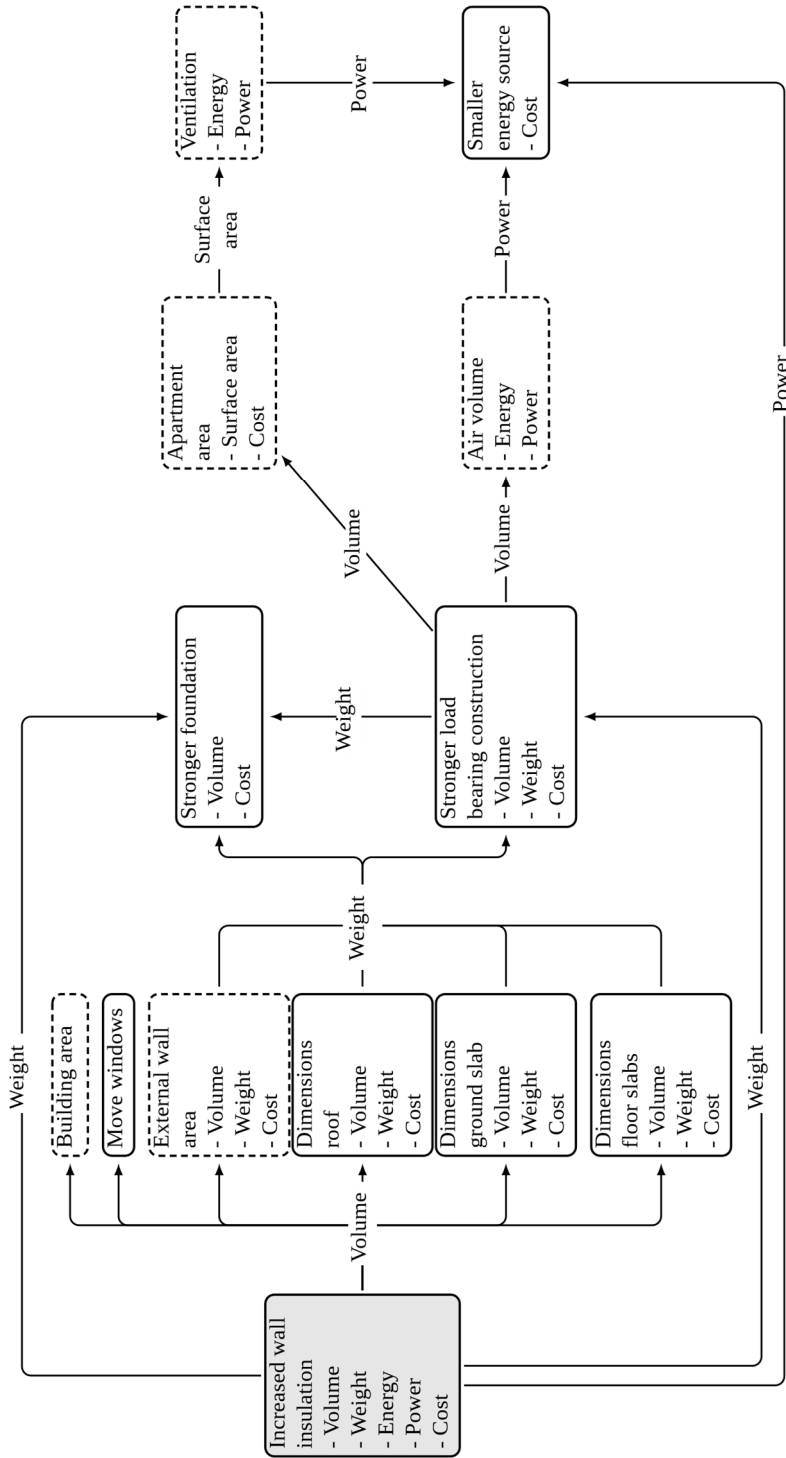 Increased wall
insulation
- Volume
- Weight
- Energy
- Power
- Cost
Weight
Volume
Weight
Power
Building area
Move windows
External wall
area
- Volume
- Weight
- Cost
Dimensions
roof
- Volume
- Weight
- Cost
Dimensions
ground slab
- Volume
- Weight
- Cost
Dimensions
floor slabs
- Volume
- Weight
- Cost
Weight
Stronger foundation
- Volume
- Cost
Weight
Stronger load
bearing construction
- Volume
- Weight
- Cost
Volume
Volume
Apartment
area
- Surface area
- Cost
Air volume
- Energy
- Power
Surface
area
Power
Ventilation
- Energy
- Power
Power
Smaller
energy source
- Cost